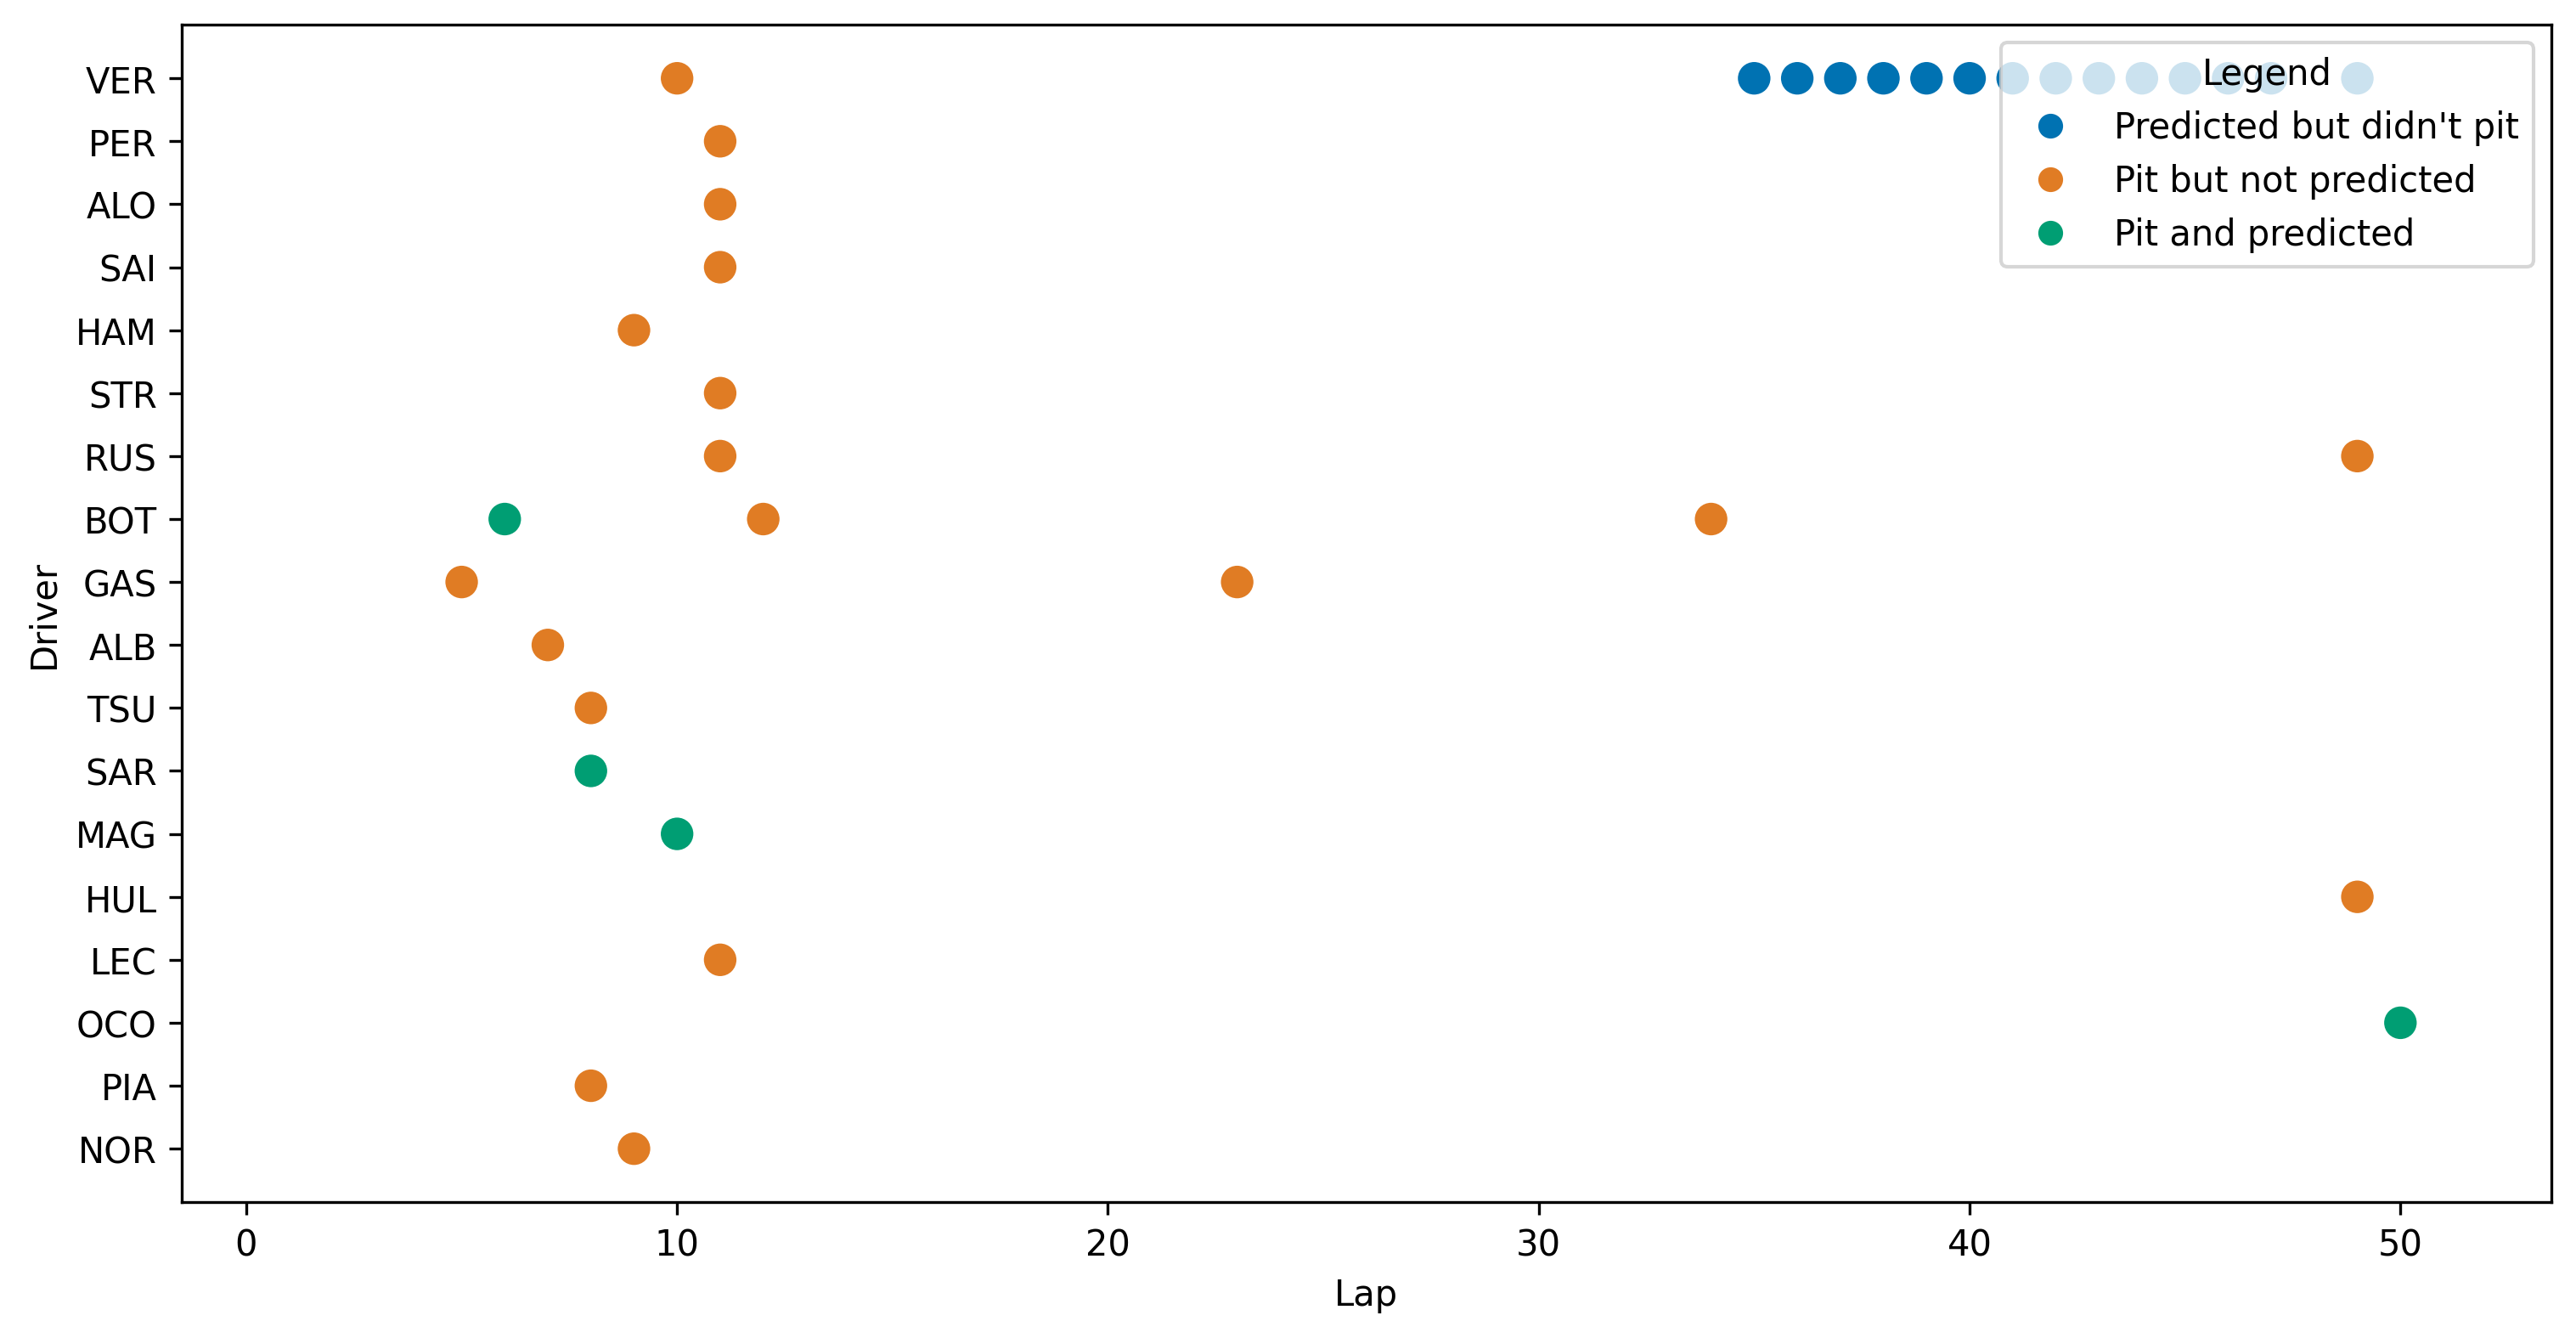 Legend
Predicted but didn't pit
Pit but not predicted
Pit and predicted
Driver
VER
PER
ALO
SAI
HAM
STR
RUS
BOT
GAS
ALB
TSU
SAR
MAG
HUL
LEC
OCO
PIA
NOR
0 10 20 30 40 50
Lap